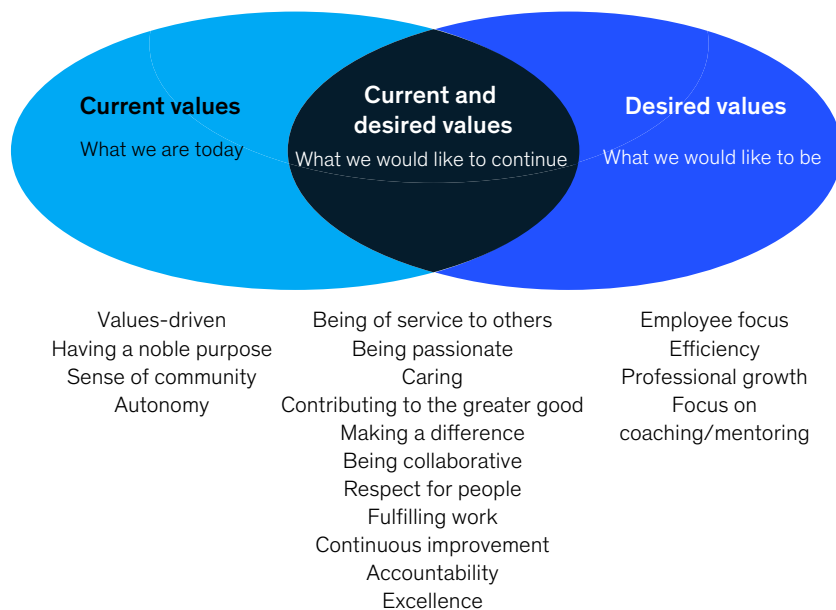 Current values
What we are today
Current and
desired values
What we would like to continue
Desired values
What we would like to be
Values-driven
Having a noble purpose
Sense of community
Autonomy
Being of service to others
Being passionate
Caring
Contributing to the greater good
Making a difference
Being collaborative
Respect for people
Fulfilling work
Continuous improvement
Accountability
Excellence
Employee focus
Efficiency
Professional growth
Focus on
coaching/mentoring